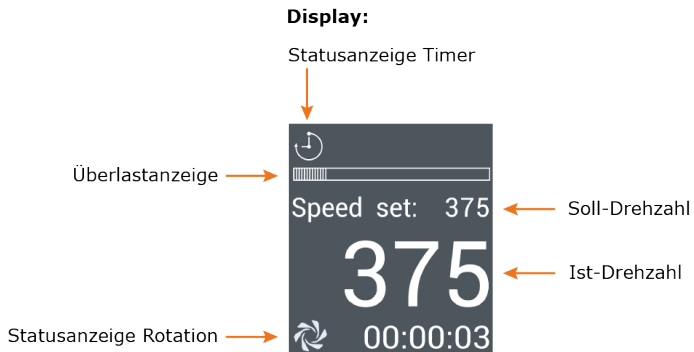 Display:
Statusanzeige Timer
Überlastanzeige
Speed set: 375
Soll-Drehzahl
375
Ist-Drehzahl
Statusanzeige Rotation
00:00:03